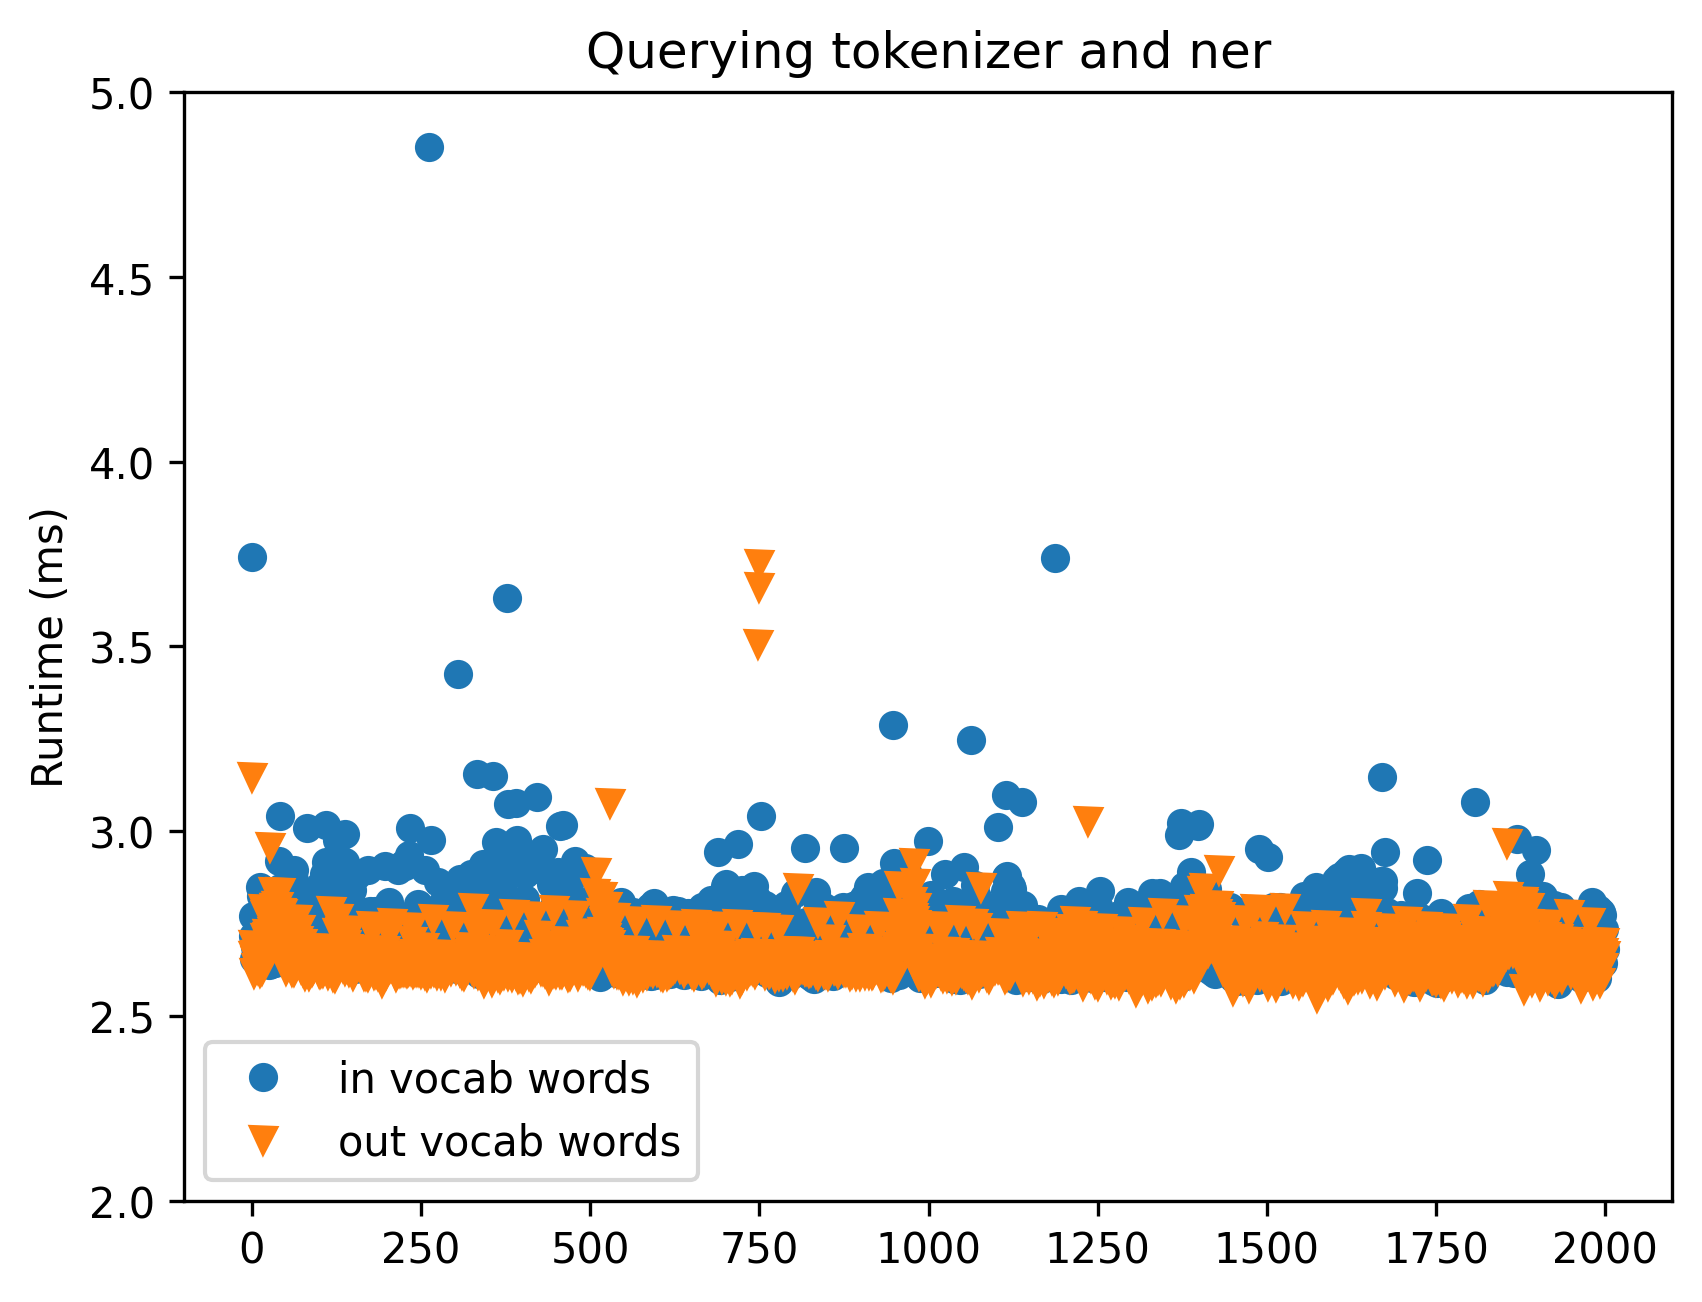 Querying tokenizer and ner
5.0
4.5
4.0
3.5
3.0
2.5
2.0
Runtime (ms)
in vocab words
out vocab words
0 250 500 750 1000 1250 1500 1750 2000